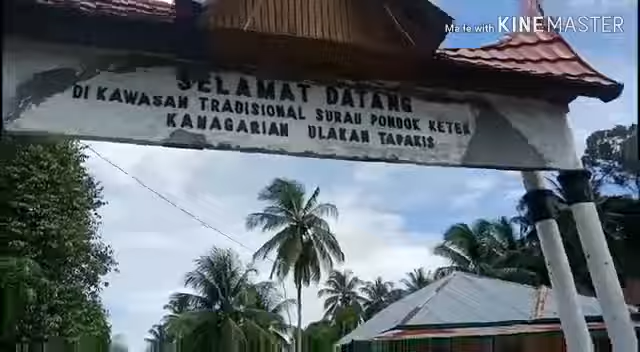 Made with KINEMASTER
SELAMAT DATANG
DI KAWASAN TRADISIONAL SURAU PONDOK KETEK
KANAGARIAN ULAKAN TAPAKIS